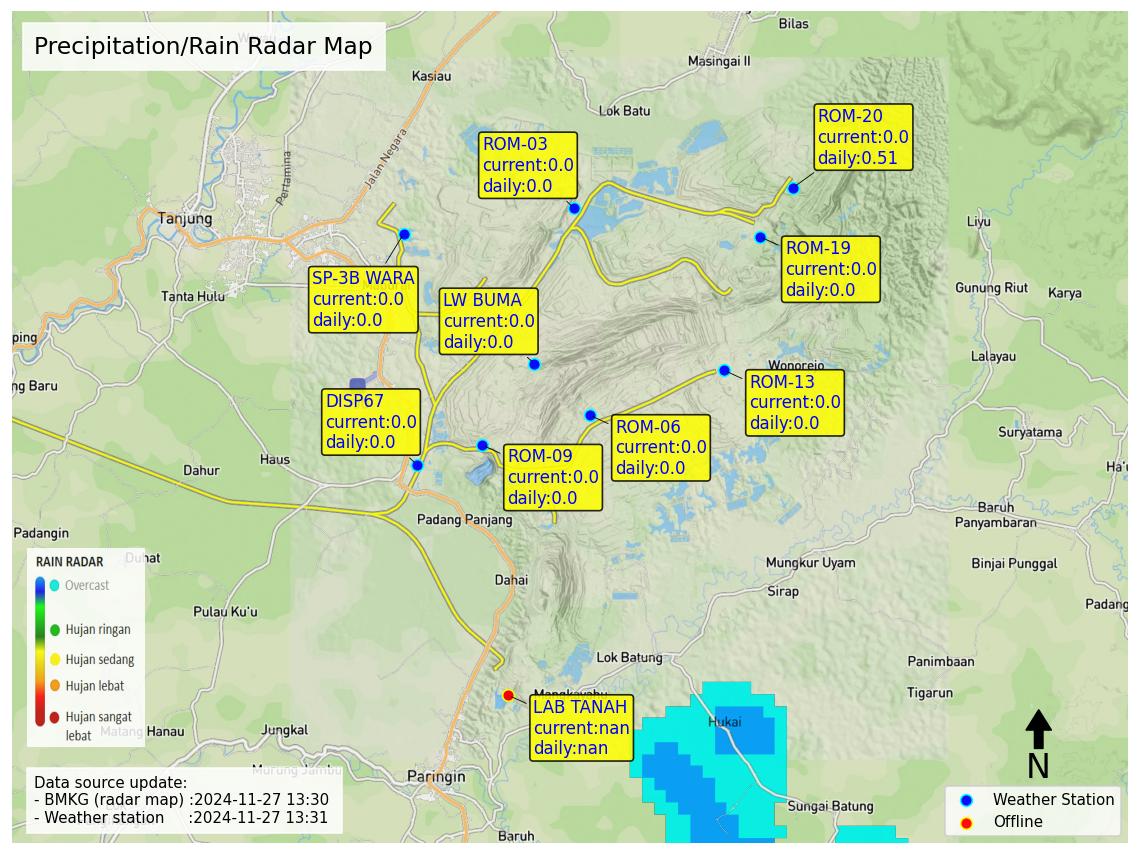 Precipitation/Rain Radar Map
Bilas
Masingai II
Kasiau
Lok Batu
Jalan Negara
Pertamina
Tanjung
Tanta Hulu
ROM-03
current:0.0
daily:0.0
ROM-20
current:0.0
daily:0.51
ROM-19
current:0.0
daily:0.0
SP-3B WARA
current:0.0
daily:0.0
LW BUMA
current:0.0
daily:0.0
Liyu
Gunung Riut
Karya
Lalayau
ping
ng Baru
Wonorejo
ROM-13
current:0.0
daily:0.0
DISP67
current:0.0
daily:0.0
ROM-06
current:0.0
daily:0.0
ROM-09
current:0.0
daily:0.0
Suryatama
Ha'u
Haus
Dahur
Baruh
Panyambaran
Padang Panjang
Padangin
Duhat
Mungkur Uyam
Binjai Punggal
Dahai
Sirap
Padang
Pulau Ku'u
RAIN RADAR
Overcast
Hujan ringan
Hujan sedang
Hujan lebat
Hujan sangat
lebat
Lok Batung
Panimbaan
Tigarun
Mangkayahu
LAB TANAH
current:nan
daily:nan
Hukai
Matang Hanau
Jungkal
Murung Jambu
Paringin
Sungai Batung
Baruh
N
Data source update:
- BMKG (radar map) :2024-11-27 13:30
- Weather station :2024-11-27 13:31
Weather Station
Offline